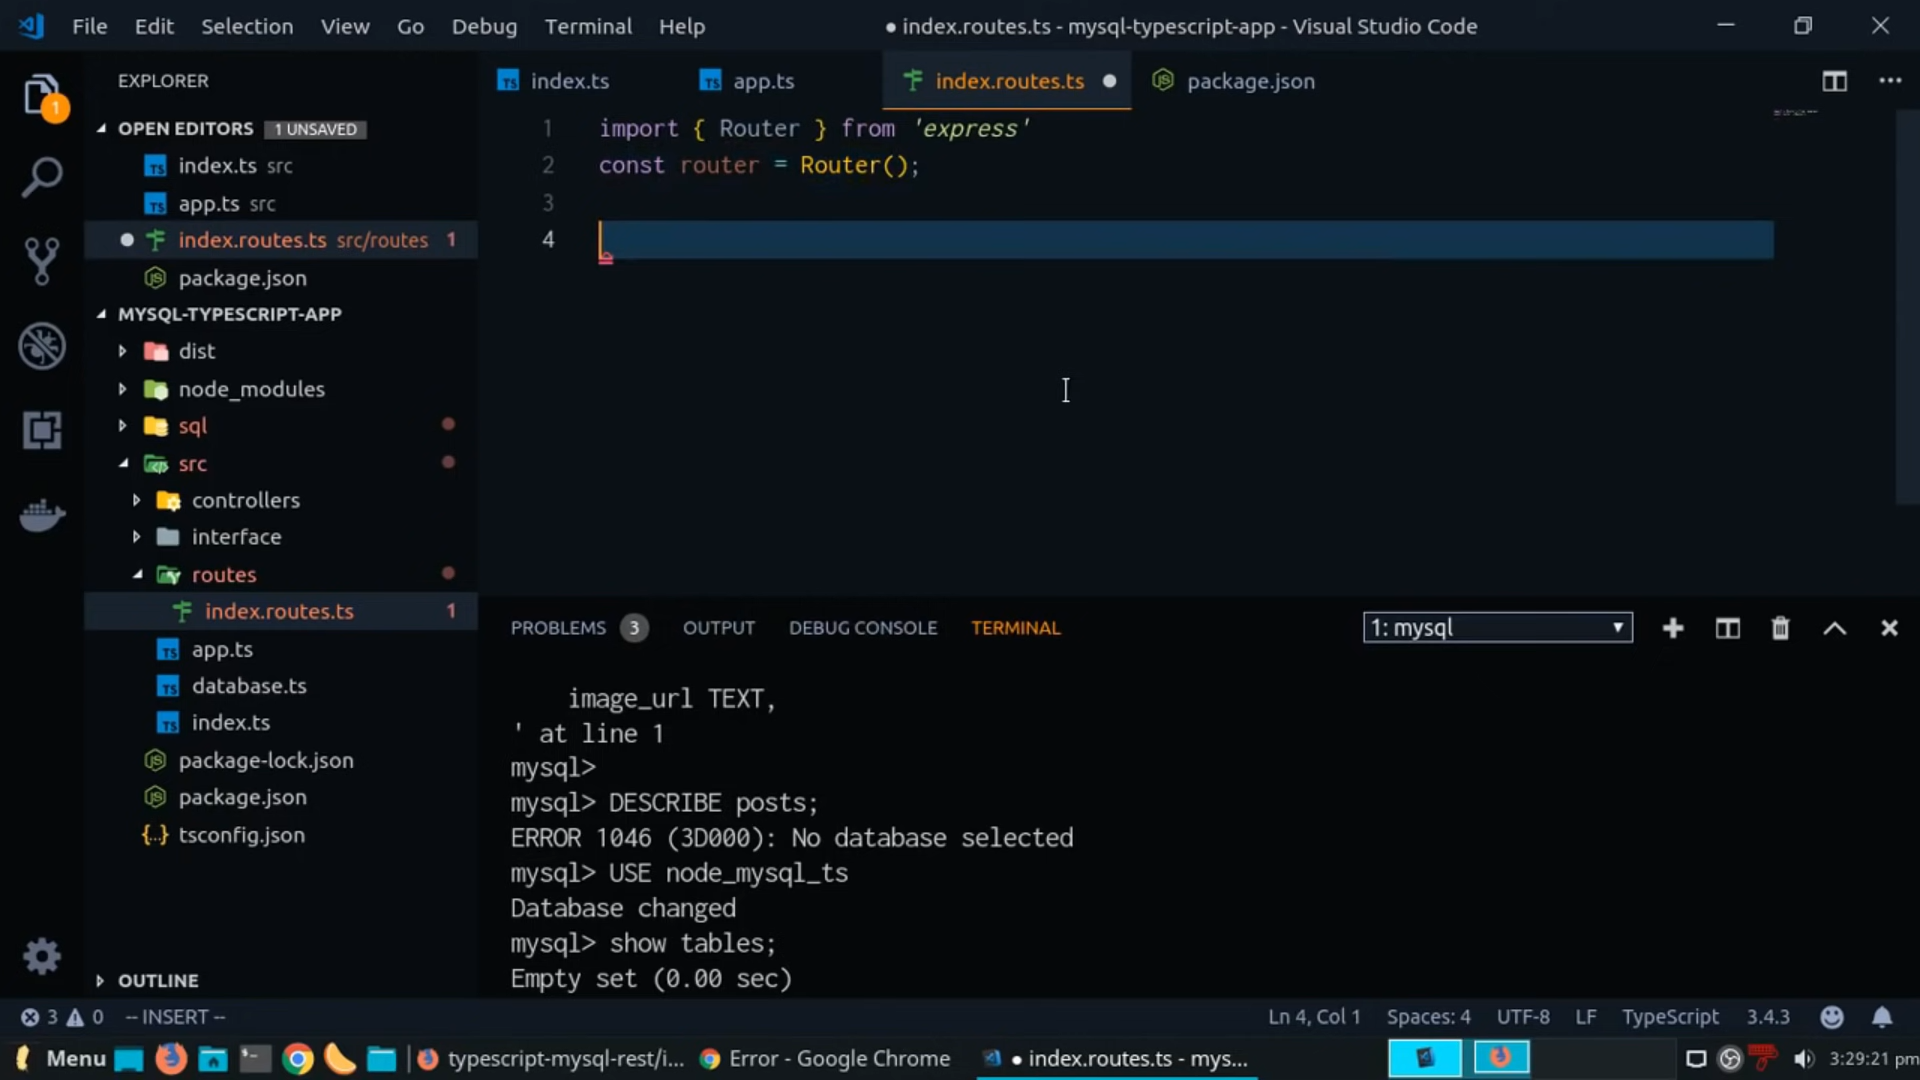 File Edit Selection View Go Debug Terminal Help
● index.routes.ts - mysql-typescript-app - Visual Studio Code
EXPLORER
index.ts
app.ts
index.routes.ts
package.json
OPEN EDITORS 1 UNSAVED
index.ts src
app.ts src
index.routes.ts src/routes 1
package.json
MYSQL-TYPESCRIPT-APP
dist
node_modules
sql
src
controllers
interface
routes
index.routes.ts 1
app.ts
database.ts
index.ts
package-lock.json
package.json
{..} tsconfig.json
OUTLINE
1 import { Router } from 'express'
2 const router = Router();
3
4
PROBLEMS 3 OUTPUT DEBUG CONSOLE TERMINAL
1: mysql
image_url TEXT,
' at line 1
mysql>
mysql> DESCRIBE posts;
ERROR 1046 (3D000): No database selected
mysql> USE node_mysql_ts
Database changed
mysql> show tables;
Empty set (0.00 sec)
3 0 -- INSERT --
Ln 4, Col 1 Spaces: 4 UTF-8 LF TypeScript 3.4.3
Menu
typescript-mysql-rest/i...
Error - Google Chrome
● index.routes.ts - mys...
3:29:21 pm